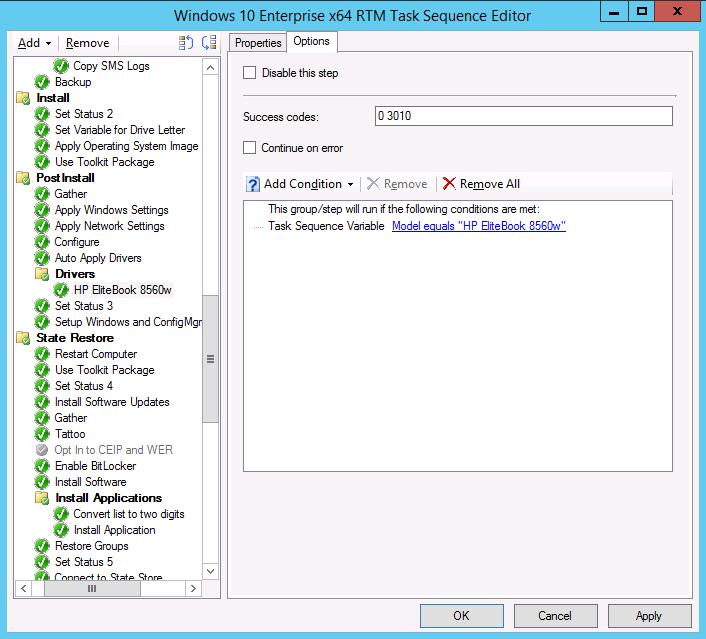 Windows 10 Enterprise x64 RTM Task Sequence Editor
Add Remove
Copy SMS Logs
Backup
Install
Set Status 2
Set Variable for Drive Letter
Apply Operating System Image
Use Toolkit Package
PostInstall
Gather
Apply Windows Settings
Apply Network Settings
Configure
Auto Apply Drivers
Drivers
HP EliteBook 8560w
Set Status 3
Setup Windows and ConfigMgr
State Restore
Restart Computer
Use Toolkit Package
Set Status 4
Install Software Updates
Gather
Tattoo
Opt In to CEIP and WER
Enable BitLocker
Install Software
Install Applications
Convert list to two digits
Install Application
Restore Groups
Set Status 5
Connect to State Store
Properties Options
Disable this step
Success codes: 0 3010
Continue on error
Add Condition Remove Remove All
This group/step will run if the following conditions are met:
Task Sequence Variable Model equals "HP EliteBook 8560w"
OK Cancel Apply